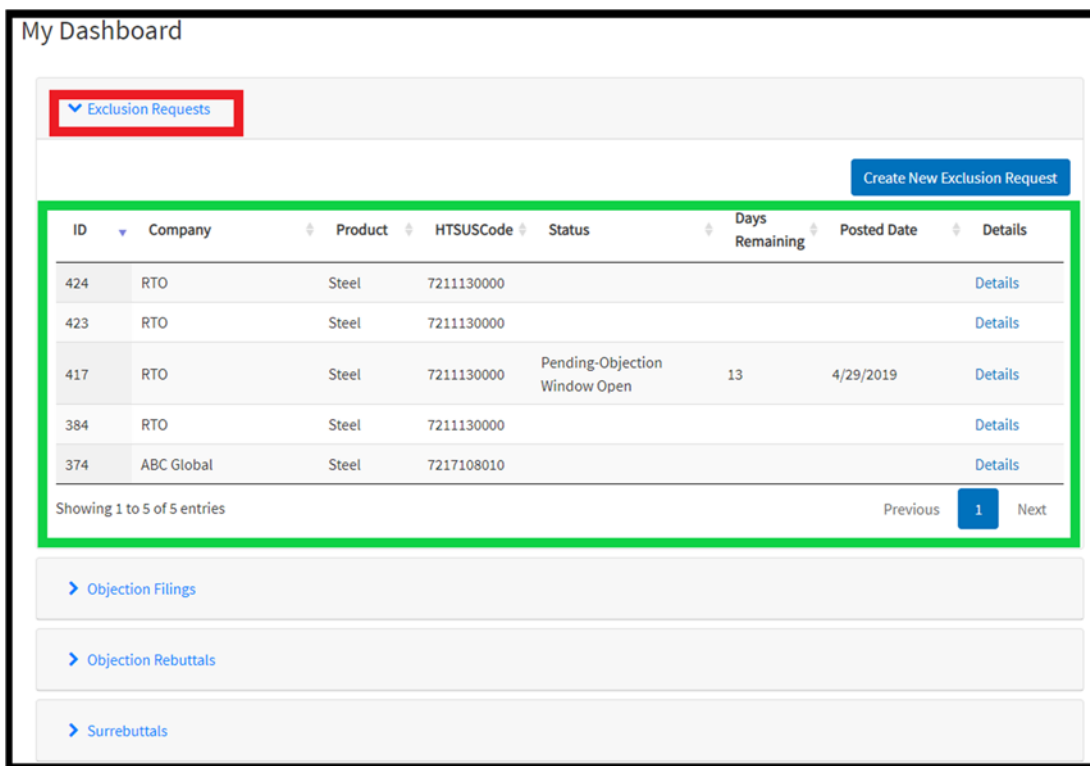 My Dashboard
Exclusion Requests
Create New Exclusion Request
ID Company Product HTSUSCode Status Days Remaining Posted Date Details
424 RTO Steel 7211130000 Details
423 RTO Steel 7211130000 Details
417 RTO Steel 7211130000 Pending-Objection Window Open 13 4/29/2019 Details
384 RTO Steel 7211130000 Details
374 ABC Global Steel 7217108010 Details
Showing 1 to 5 of 5 entries Previous 1 Next
Objection Filings
Objection Rebuttals
Surrebuttals